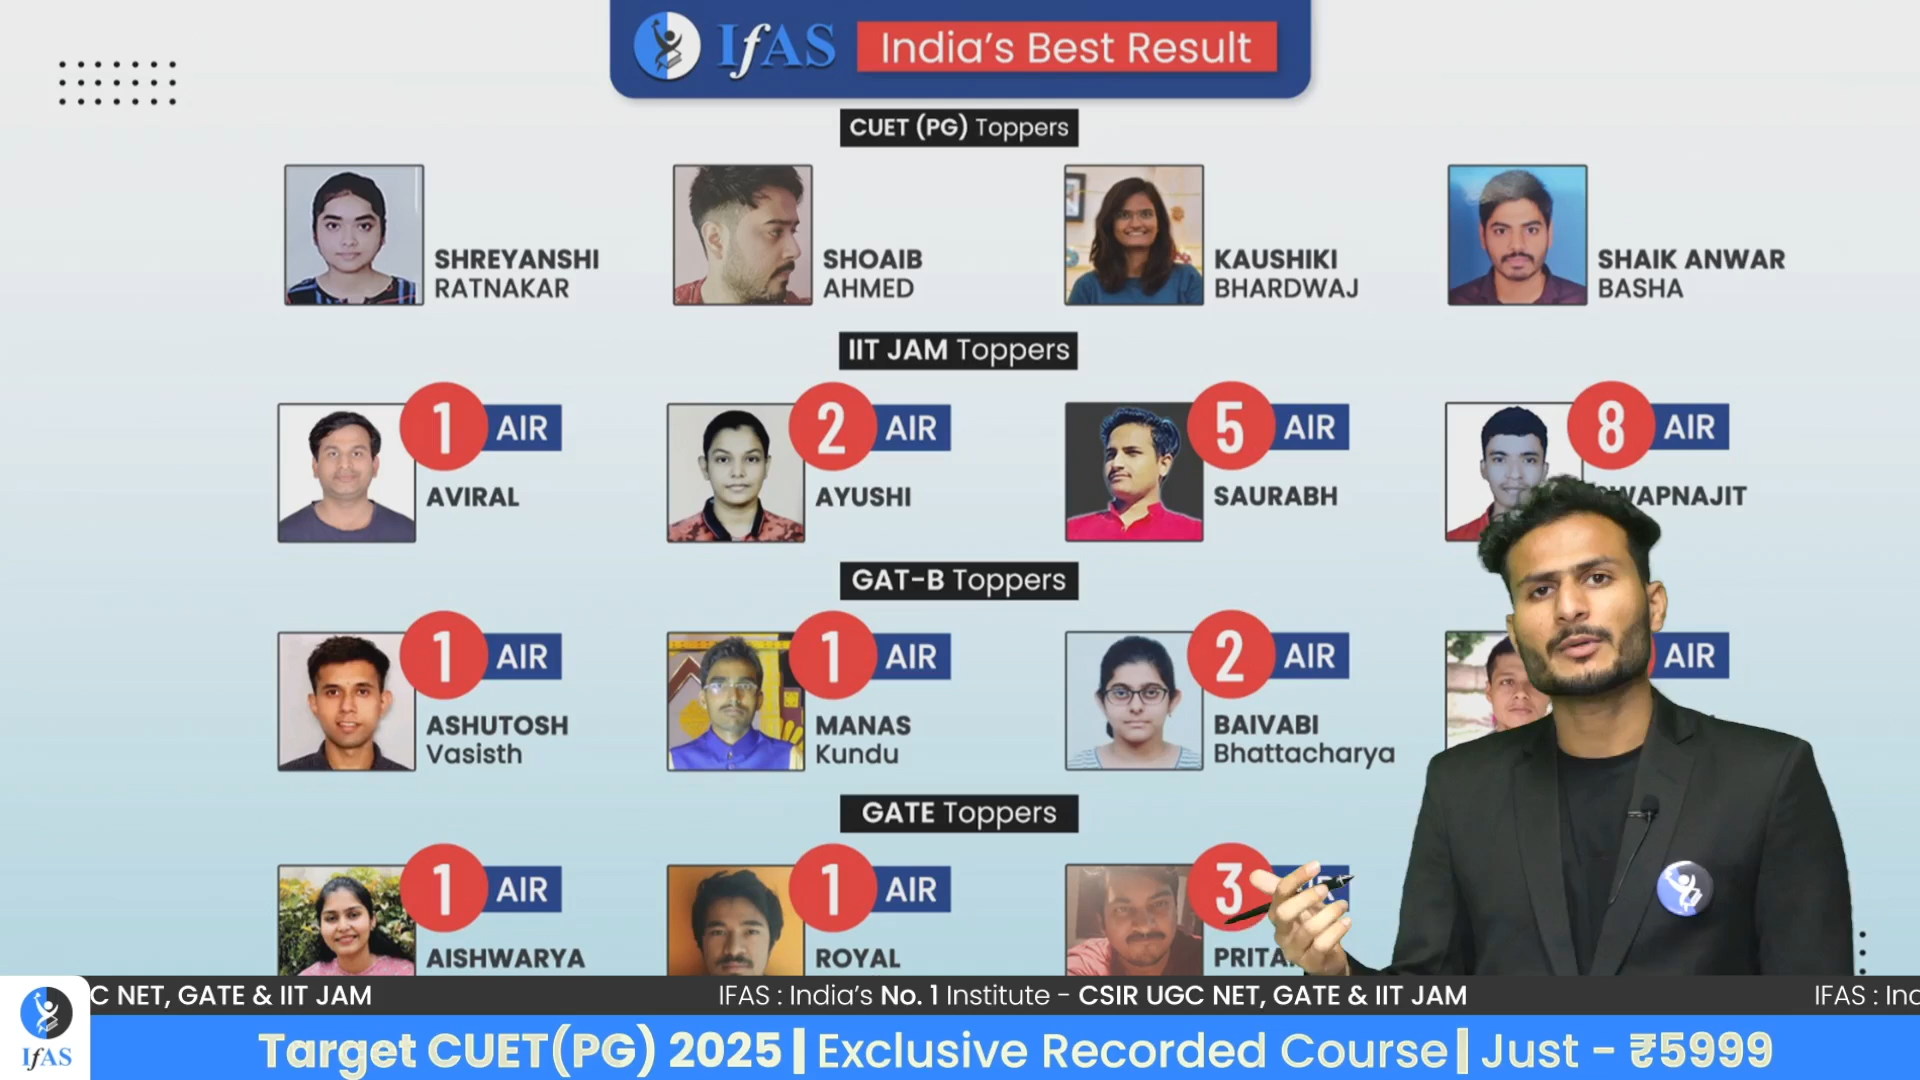 IfAS India's Best Result
CUET (PG) Toppers
SHREYANSHI
RATNAKAR
SHOAIB
AHMED
KAUSHIKI
BHARDWAJ
SHAIK ANWAR
BASHA
IIT JAM Toppers
1 AIR
AVIRAL
2 AIR
AYUSHI
5 AIR
SAURABH
8 AIR
WAPNAJIT
GAT-B Toppers
1 AIR
ASHUTOSH
Vasisth
1 AIR
MANAS
Kundu
2 AIR
BAIVABI
Bhattacharya
AIR
GATE Toppers
1 AIR
AISHWARYA
1 AIR
ROYAL
3
PRITA
C NET, GATE & IIT JAM
IFAS : India's No. 1 Institute - CSIR UGC NET, GATE & IIT JAM
IFAS : Inc
IfAS
Target CUET(PG) 2025 | Exclusive Recorded Course | Just - ₹5999